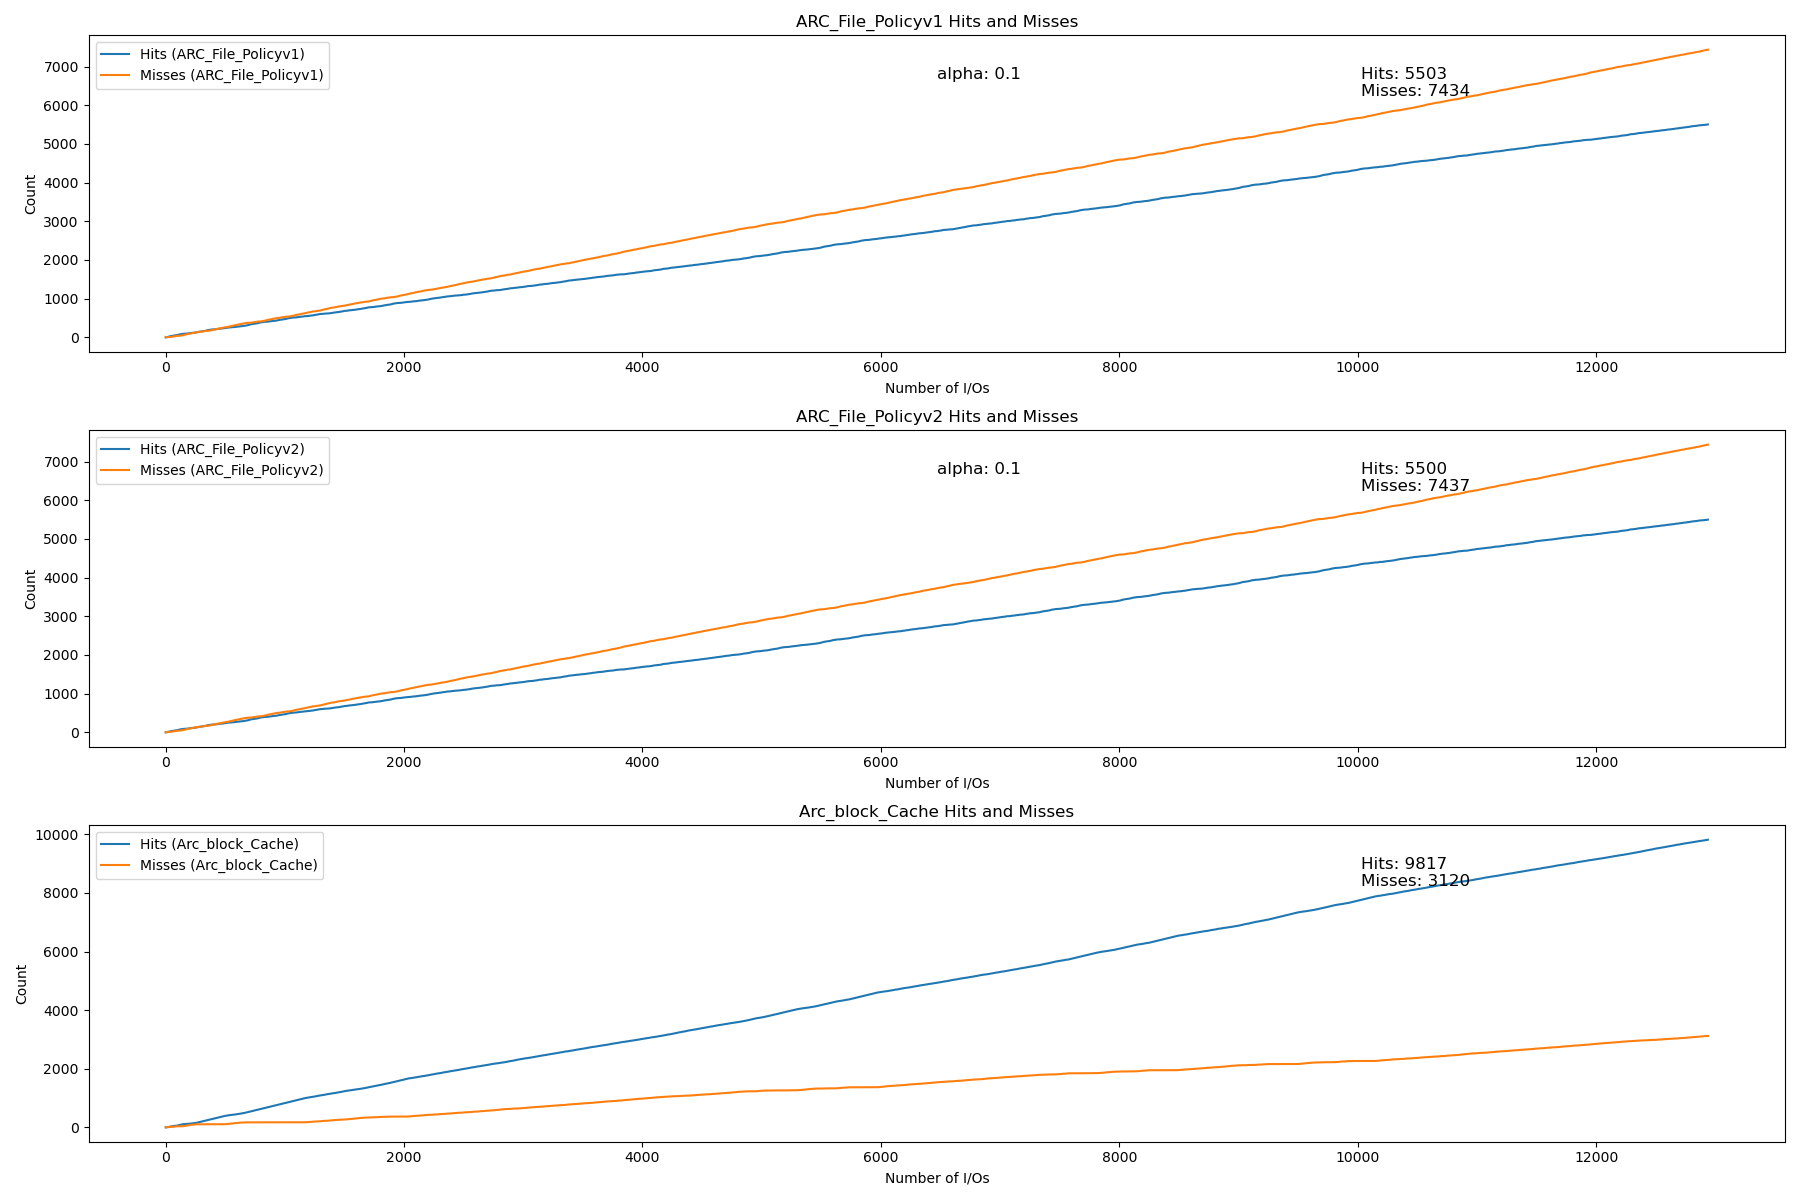 ARC_File_Policyv1 Hits and Misses
Hits (ARC_File_Policyv1)
Misses (ARC_File_Policyv1)
alpha: 0.1
Hits: 5503
Misses: 7434
7000
6000
5000
4000
3000
2000
1000
0
Count
0 2000 4000 6000 8000 10000 12000
Number of I/Os
ARC_File_Policyv2 Hits and Misses
Hits (ARC_File_Policyv2)
Misses (ARC_File_Policyv2)
alpha: 0.1
Hits: 5500
Misses: 7437
7000
6000
5000
4000
3000
2000
1000
0
Count
0 2000 4000 6000 8000 10000 12000
Number of I/Os
Arc_block_Cache Hits and Misses
Hits (Arc_block_Cache)
Misses (Arc_block_Cache)
Hits: 9817
Misses: 3120
10000
8000
6000
4000
2000
0
Count
0 2000 4000 6000 8000 10000 12000
Number of I/Os